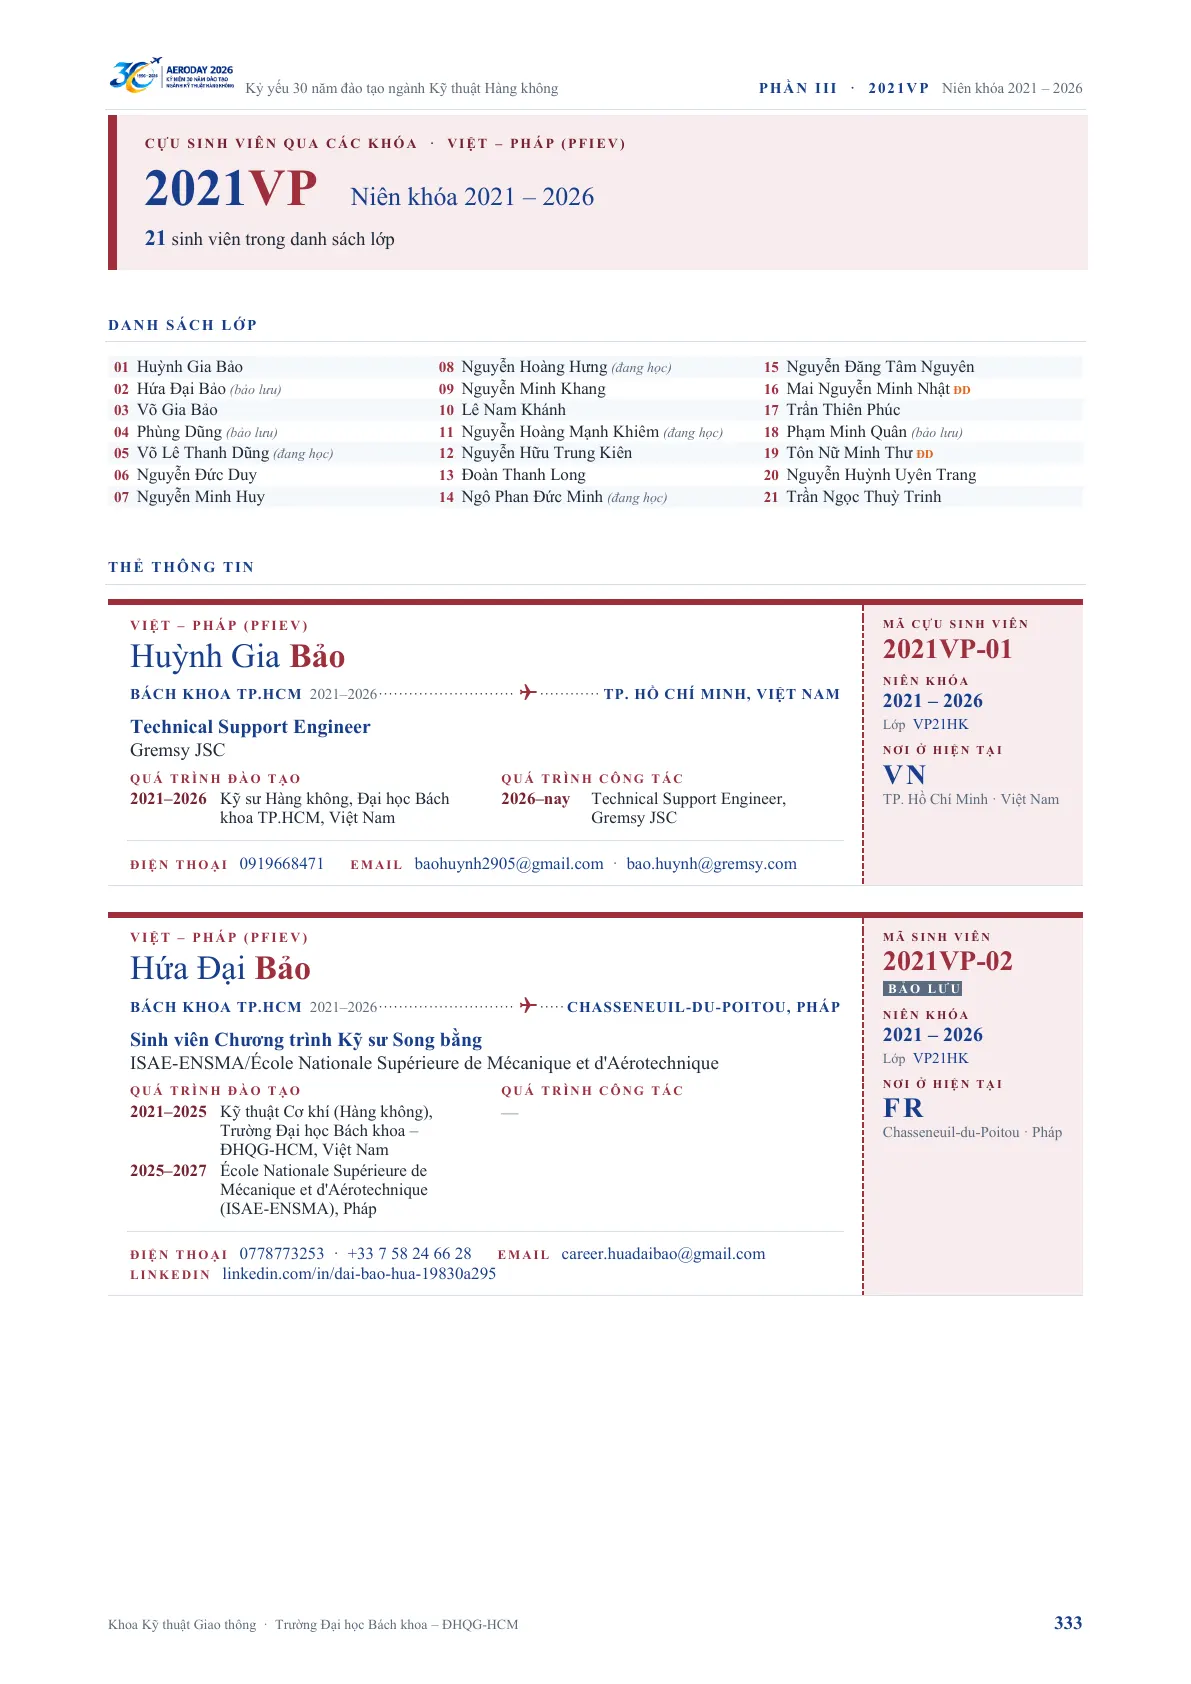 30 1996 - 2026 AERODAY 2026
KỶ NIỆM 30 NĂM ĐÀO TẠO
NGÀNH KỸ THUẬT HÀNG KHÔNG
Kỷ yếu 30 năm đào tạo ngành Kỹ thuật Hàng không
PHẦN III · 2021VP Niên khóa 2021 – 2026
CỰU SINH VIÊN QUA CÁC KHÓA · VIỆT – PHÁP (PFIEV)
2021VP Niên khóa 2021 – 2026
21 sinh viên trong danh sách lớp
DANH SÁCH LỚP
01 Huỳnh Gia Bảo
02 Hứa Đại Bảo (bảo lưu)
03 Võ Gia Bảo
04 Phùng Dũng (bảo lưu)
05 Võ Lê Thanh Dũng (đang học)
06 Nguyễn Đức Duy
07 Nguyễn Minh Huy
08 Nguyễn Hoàng Hưng (đang học)
09 Nguyễn Minh Khang
10 Lê Nam Khánh
11 Nguyễn Hoàng Mạnh Khiêm (đang học)
12 Nguyễn Hữu Trung Kiên
13 Đoàn Thanh Long
14 Ngô Phan Đức Minh (đang học)
15 Nguyễn Đăng Tâm Nguyên
16 Mai Nguyễn Minh Nhật ĐD
17 Trần Thiên Phúc
18 Phạm Minh Quân (bảo lưu)
19 Tôn Nữ Minh Thư ĐD
20 Nguyễn Huỳnh Uyên Trang
21 Trần Ngọc Thuỳ Trinh
THẺ THÔNG TIN
VIỆT – PHÁP (PFIEV)
Huỳnh Gia Bảo
BÁCH KHOA TP.HCM 2021–2026 TP. HỒ CHÍ MINH, VIỆT NAM
Technical Support Engineer
Gremsy JSC
QUÁ TRÌNH ĐÀO TẠO
2021–2026 Kỹ sư Hàng không, Đại học Bách
khoa TP.HCM, Việt Nam
QUÁ TRÌNH CÔNG TÁC
2026–nay Technical Support Engineer,
Gremsy JSC
ĐIỆN THOẠI 0919668471 EMAIL baohuynh2905@gmail.com · bao.huynh@gremsy.com
MÃ CỰU SINH VIÊN
2021VP-01
NIÊN KHÓA
2021 – 2026
Lớp VP21HK
NƠI Ở HIỆN TẠI
VN
TP. Hồ Chí Minh · Việt Nam
VIỆT – PHÁP (PFIEV)
Hứa Đại Bảo
BÁCH KHOA TP.HCM 2021–2026 CHASSENEUIL-DU-POITOU, PHÁP
Sinh viên Chương trình Kỹ sư Song bằng
ISAE-ENSMA/École Nationale Supérieure de Mécanique et d'Aérotechnique
QUÁ TRÌNH ĐÀO TẠO
2021–2025 Kỹ thuật Cơ khí (Hàng không),
Trường Đại học Bách khoa –
ĐHQG-HCM, Việt Nam
2025–2027 École Nationale Supérieure de
Mécanique et d'Aérotechnique
(ISAE-ENSMA), Pháp
QUÁ TRÌNH CÔNG TÁC
—
ĐIỆN THOẠI 0778773253 · +33 7 58 24 66 28 EMAIL career.huadaibao@gmail.com
LINKEDIN linkedin.com/in/dai-bao-hua-19830a295
MÃ SINH VIÊN
2021VP-02
BẢO LƯU
NIÊN KHÓA
2021 – 2026
Lớp VP21HK
NƠI Ở HIỆN TẠI
FR
Chasseneuil-du-Poitou · Pháp
Khoa Kỹ thuật Giao thông · Trường Đại học Bách khoa – ĐHQG-HCM
333